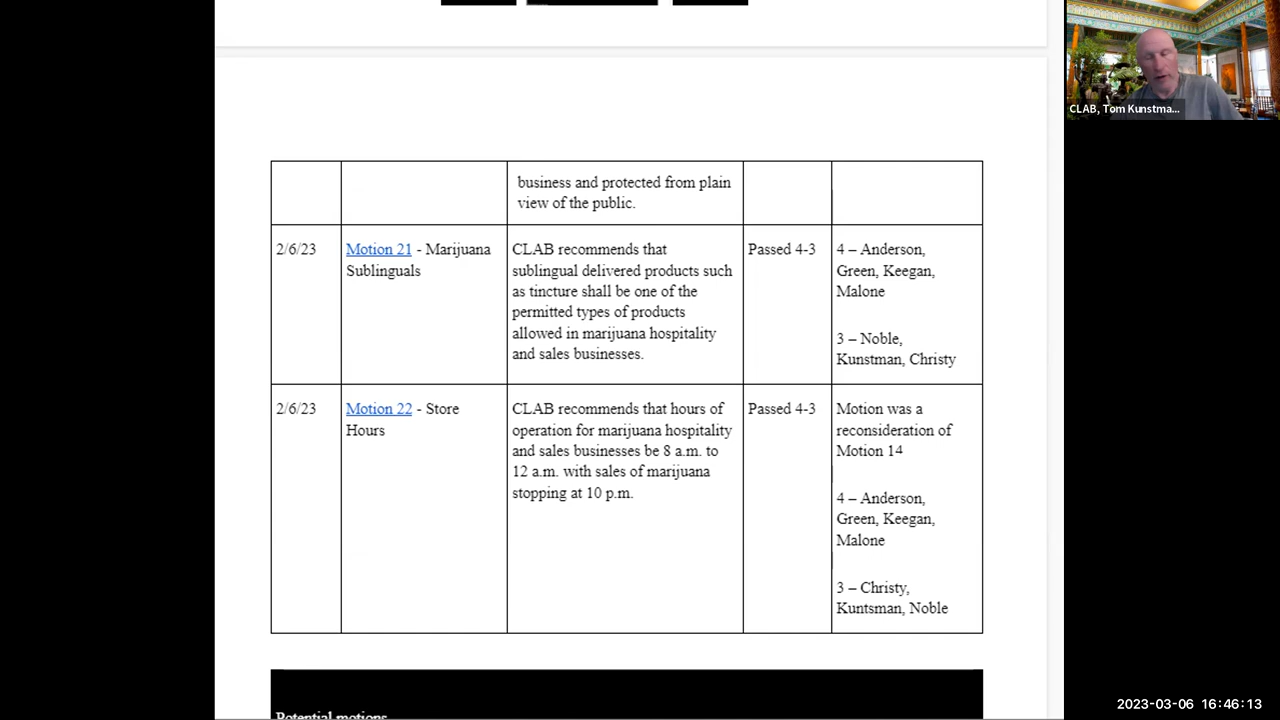 business and protected from plain
view of the public.
2/6/23
Motion 21 - Marijuana
Sublinguals
CLAB recommends that
sublingual delivered products such
as tincture shall be one of the
permitted types of products
allowed in marijuana hospitality
and sales businesses.
Passed 4-3
4 – Anderson,
Green, Keegan,
Malone
3 – Noble,
Kunstman, Christy
2/6/23
Motion 22 - Store
Hours
CLAB recommends that hours of
operation for marijuana hospitality
and sales businesses be 8 a.m. to
12 a.m. with sales of marijuana
stopping at 10 p.m.
Passed 4-3
Motion was a
reconsideration of
Motion 14
4 – Anderson,
Green, Keegan,
Malone
3 – Christy,
Kuntsman, Noble
Potential motions
CLAB, Tom Kunstma...
2023-03-06 16:46:13